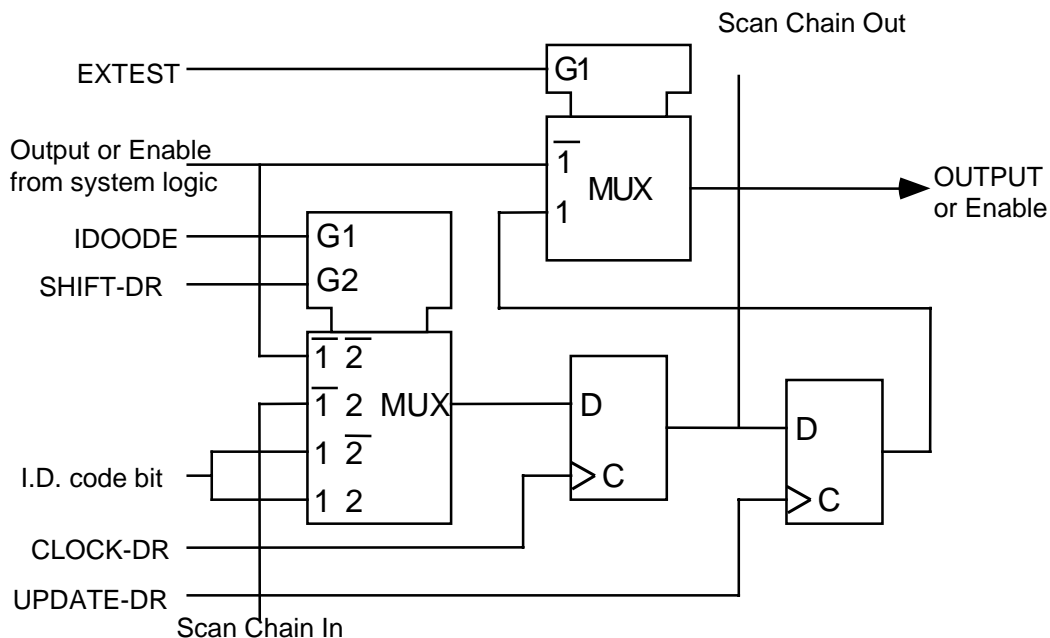 Scan Chain Out
EXTEST
G1
Output or Enable
from system logic
1
MUX
1
OUTPUT
or Enable
IDOODE
G1
SHIFT-DR
G2
1 2
1 2 MUX
1 2
1 2
D
C
D
C
I.D. code bit
CLOCK-DR
UPDATE-DR
Scan Chain In